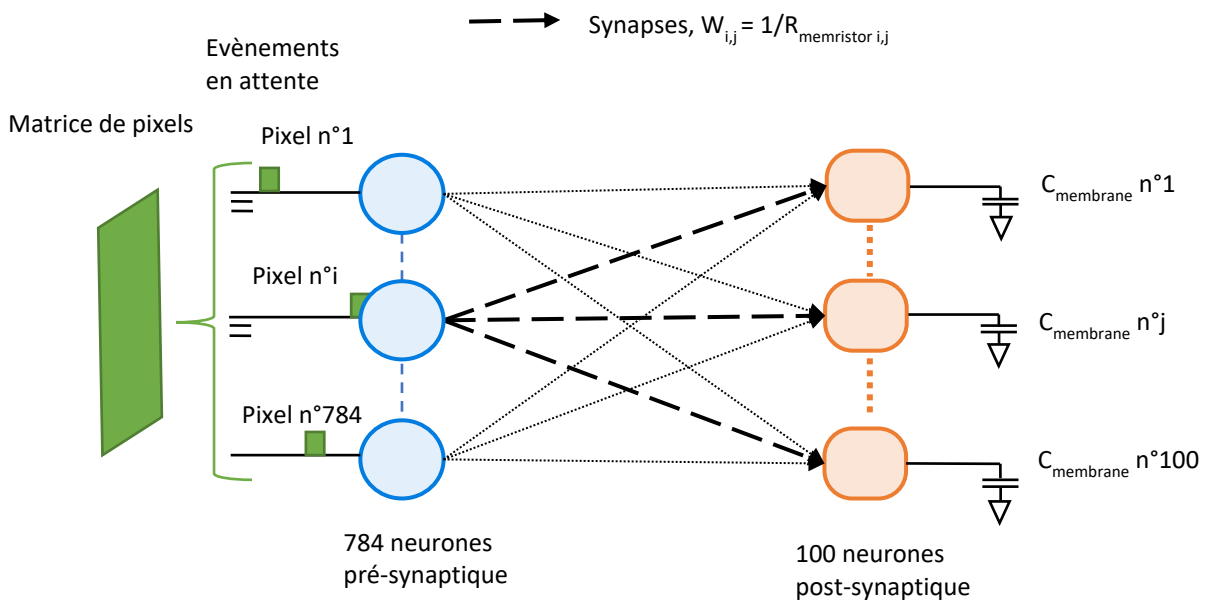 Synapses, Wi,j = 1/Rmemristor i,j
Evènements
en attente
Matrice de pixels
Pixel n°1
Cmembrane n°1
Pixel n°i
Cmembrane n°j
Pixel n°784
Cmembrane n°100
784 neurones
pré-synaptique
100 neurones
post-synaptique